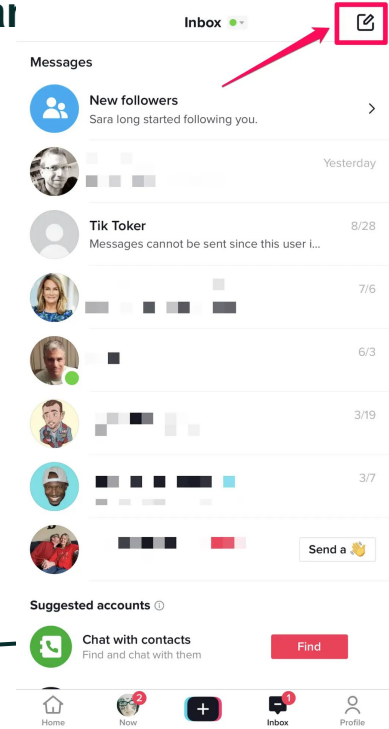 Inbox
Messages
New followers
Sara long started following you.
Yesterday
Tik Toker
8/28
Messages cannot be sent since this user i...
7/6
6/3
3/19
3/7
Send a 👋
Suggested accounts
Chat with contacts
Find and chat with them
Find
2
1
Home
Now
Inbox
Profile